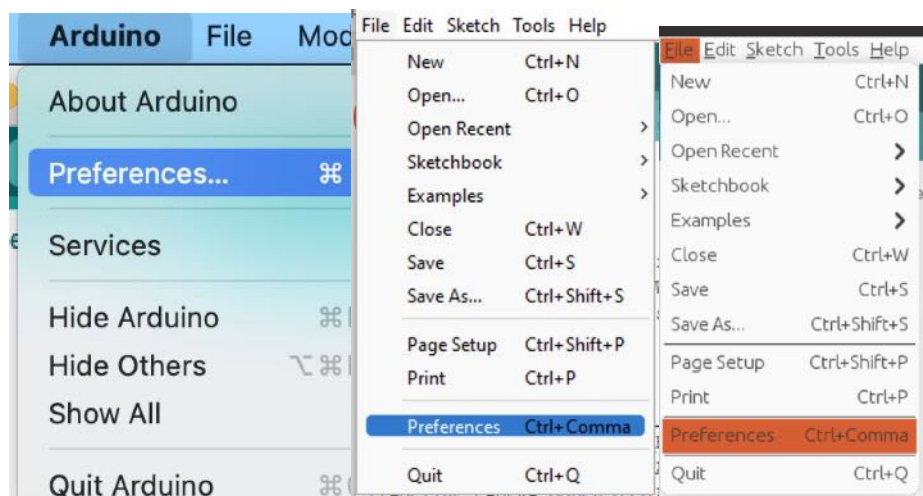 Arduino File
About Arduino
Preferences... ⌘
Services
Hide Arduino ⌘
Hide Others ⌥⌘
Show All
Quit Arduino ⌘
File Edit Sketch Tools Help
New Ctrl+N
Open... Ctrl+O
Open Recent >
Sketchbook >
Examples >
Close Ctrl+W
Save Ctrl+S
Save As... Ctrl+Shift+S
Page Setup Ctrl+Shift+P
Print Ctrl+P
Preferences Ctrl+Comma
Quit Ctrl+Q
File Edit Sketch Tools Help
New Ctrl+N
Open... Ctrl+O
Open Recent >
Sketchbook >
Examples >
Close Ctrl+W
Save Ctrl+S
Save As... Ctrl+Shift+S
Page Setup Ctrl+Shift+P
Print Ctrl+P
Preferences Ctrl+Comma
Quit Ctrl+Q